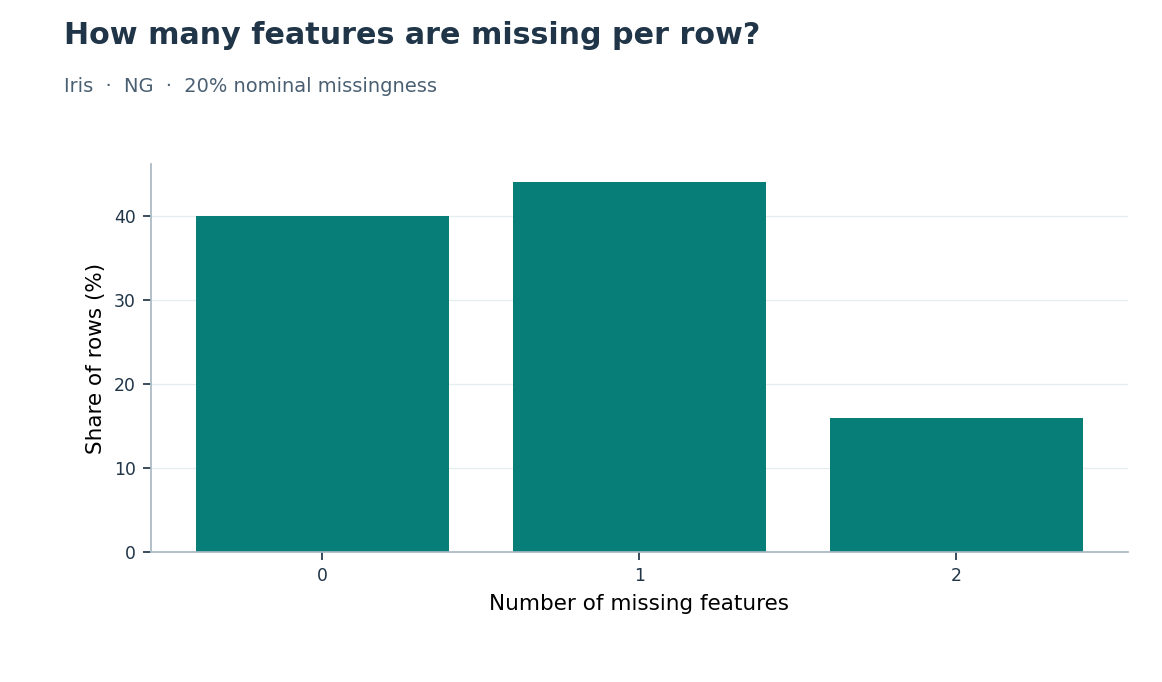 How many features are missing per row?
Iris · NG · 20% nominal missingness
40
30
20
10
0
Share of rows (%)
0 1 2
Number of missing features